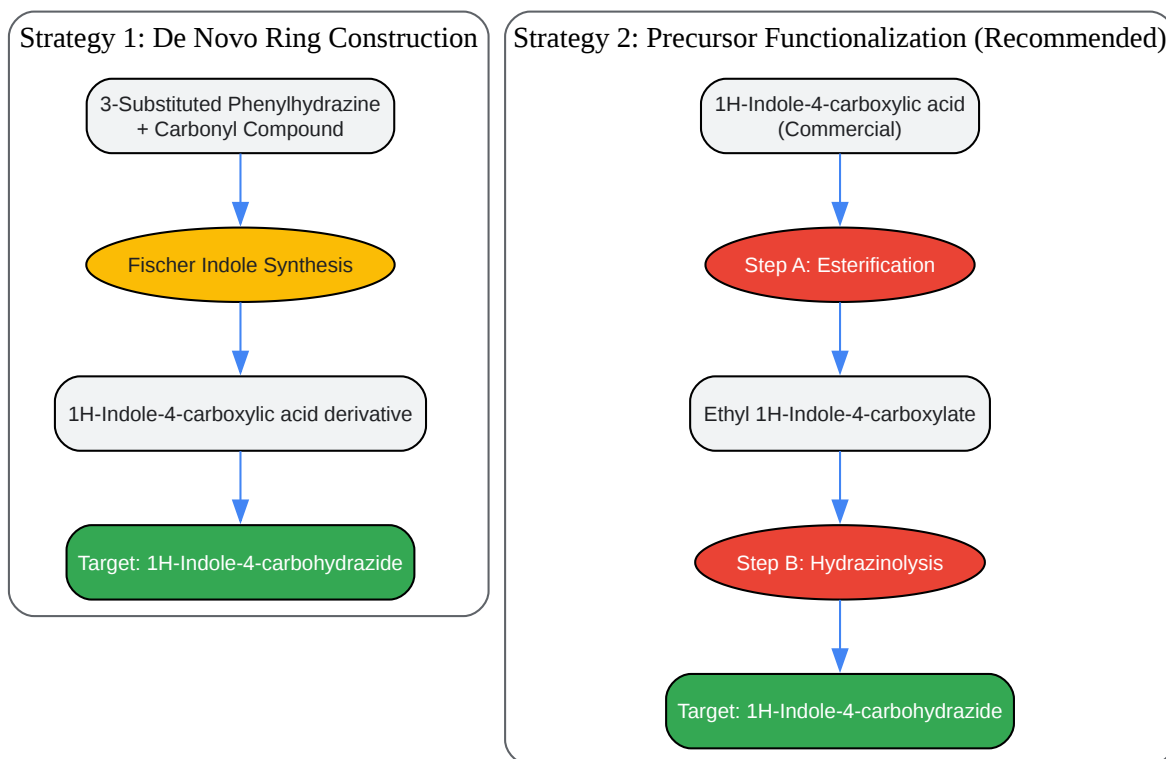 Strategy 1: De Novo Ring Construction
3-Substituted Phenylhydrazine
+ Carbonyl Compound
Fischer Indole Synthesis
1H-Indole-4-carboxylic acid derivative
Target: 1H-Indole-4-carbohydrazide
Strategy 2: Precursor Functionalization (Recommended)
1H-Indole-4-carboxylic acid
(Commercial)
Step A: Esterification
Ethyl 1H-Indole-4-carboxylate
Step B: Hydrazinolysis
Target: 1H-Indole-4-carbohydrazide